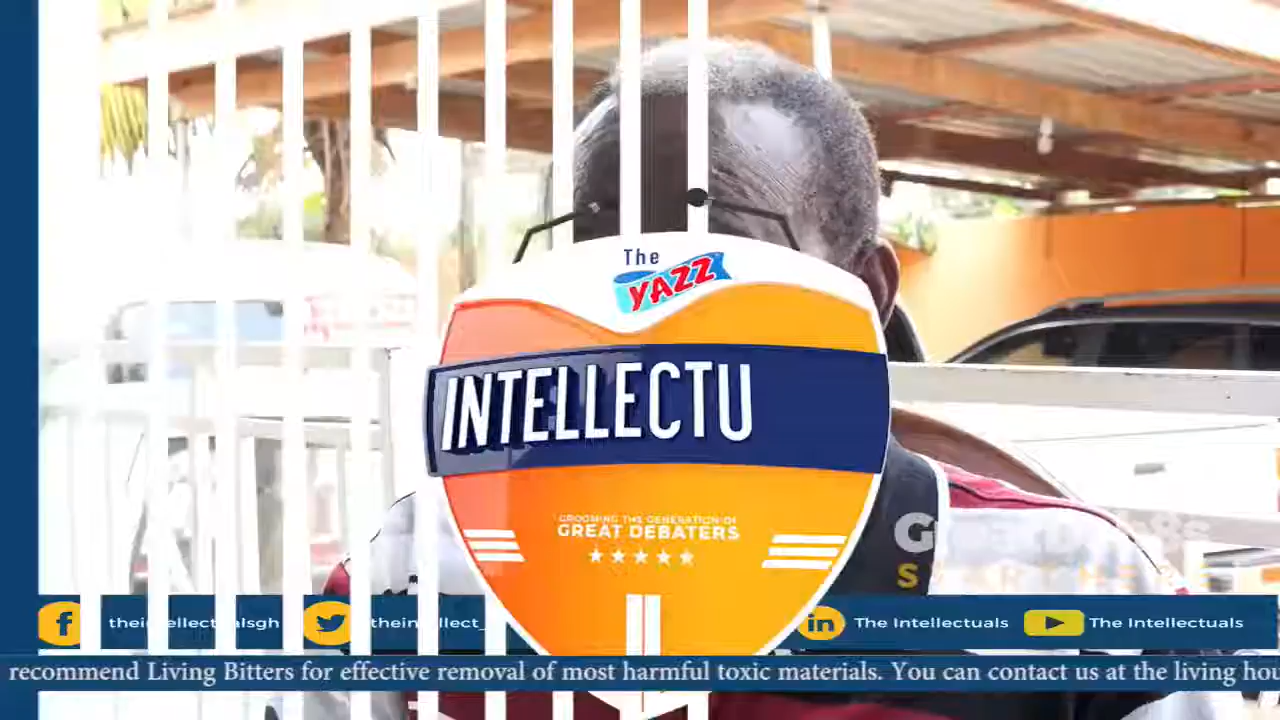 The
YAZZ
INTELLECTU
GROOMING THE GENERATION OF
GREAT DEBATERS
theintellectualsgh
theintellect_
The Intellectuals
The Intellectuals
recommend Living Bitters for effective removal of most harmful toxic materials. You can contact us at the living hou